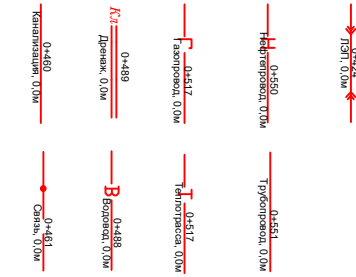 0+460
Канализация, 0,0м
Кл
0+489
Дренаж, 0,0м
Г
0+517
Газопровод, 0,0м
Н
0+550
Нефтепровод, 0,0м
0+424
ЛЭП, 0,0м
0+461
Связь, 0,0м
В
0+488
Водовод, 0,0м
Т
0+517
Теплотрасса, 0,0м
0+551
Трубопровод, 0,0м